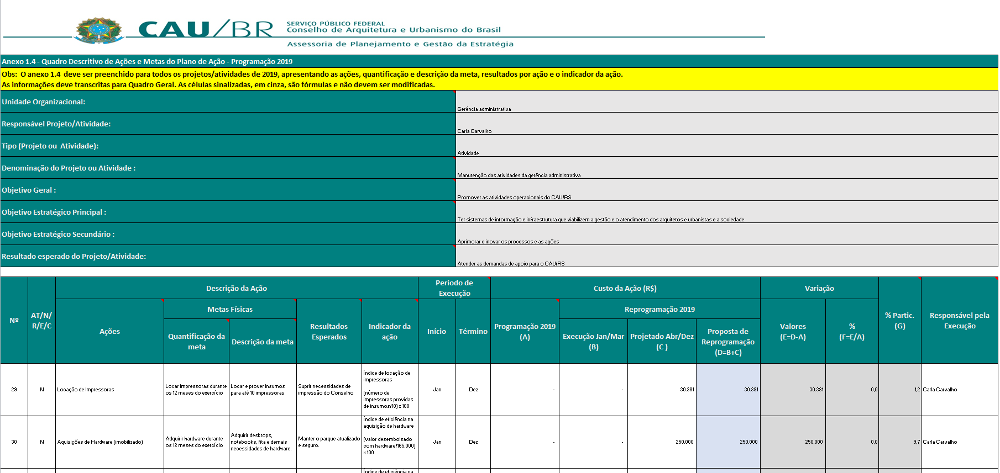 CAU/BR
SERVIÇO PÚBLICO FEDERAL
Conselho de Arquitetura e Urbanismo do Brasil
Assessoria de Planejamento e Gestão da Estratégia
Anexo 1.4 - Quadro Descritivo de Ações e Metas do Plano de Ação - Programação 2019
Obs: O anexo 1.4 deve ser preenchido para todos os projetos/atividades de 2019, apresentando as ações, quantificação e descrição da meta, resultados por ação e o indicador da ação.
As informações deve transcritas para Quadro Geral. As células sinalizadas, em cinza, são fórmulas e não devem ser modificadas.
Unidade Organizacional:
Gerência administrativa
Responsável Projeto/Atividade:
Carla Carvalho
Tipo (Projeto ou Atividade):
Atividade
Denominação do Projeto ou Atividade :
Manutenção das atividades da gerência administrativa
Objetivo Geral :
Promover as atividades operacionais do CAU/RS
Objetivo Estratégico Principal :
Ter sistemas de informação e infraestrutura que viabilizem a gestão e o atendimento dos arquitetos e urbanistas e a sociedade
Objetivo Estratégico Secundário :
Aprimorar e inovar os processos e as ações
Resultado esperado do Projeto/Atividade:
Atender as demandas de apoio para o CAU/RS
Nº
AT/N/
R/E/C
Descrição da Ação
Ações
Metas Físicas
Quantificação da
meta
Descrição da meta
Resultados
Esperados
Indicador da
ação
Período de
Execução
Início
Término
Custo da Ação (R$)
Programação 2019
(A)
Reprogramação 2019
Execução Jan/Mar
(B)
Projetado Abr/Dez
(C )
Proposta de
Reprogramação
(D=B+C)
Variação
Valores
(E=D-A)
%
(F=E/A)
% Partic.
(G)
Responsável pela
Execução
29
N
Locação de Impressoras
Locar impressoras durante
os 12 meses do exercício
Locar e prover insumos
para até 10 impressoras
Suprir necessidades de
impressão do Conselho
Índice de locação de
impressoras
(número de
impressoras providas
de insumos/10) x 100
Jan
Dez
-
-
30.381
30.381
30.381
0,0
1,2
Carla Carvalho
30
N
Aquisições de Hardware (imobilizado)
Adquirir hardware durante
os 12 meses do exercício
Adquirir desktops,
notebooks, fita e demais
necessidades de hardware.
Manter o parque atualizado
e seguro.
Índice de eficiência na
aquisição de hardware
(valor desembolsado
com hardware/165.000)
x 100
Jan
Dez
-
-
250.000
250.000
250.000
0,0
9,7
Carla Carvalho
Índice de eficiência na